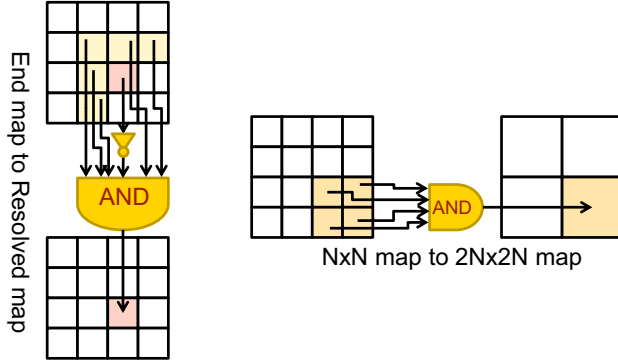 End map to Resolved map
AND
AND
NxN map to 2Nx2N map